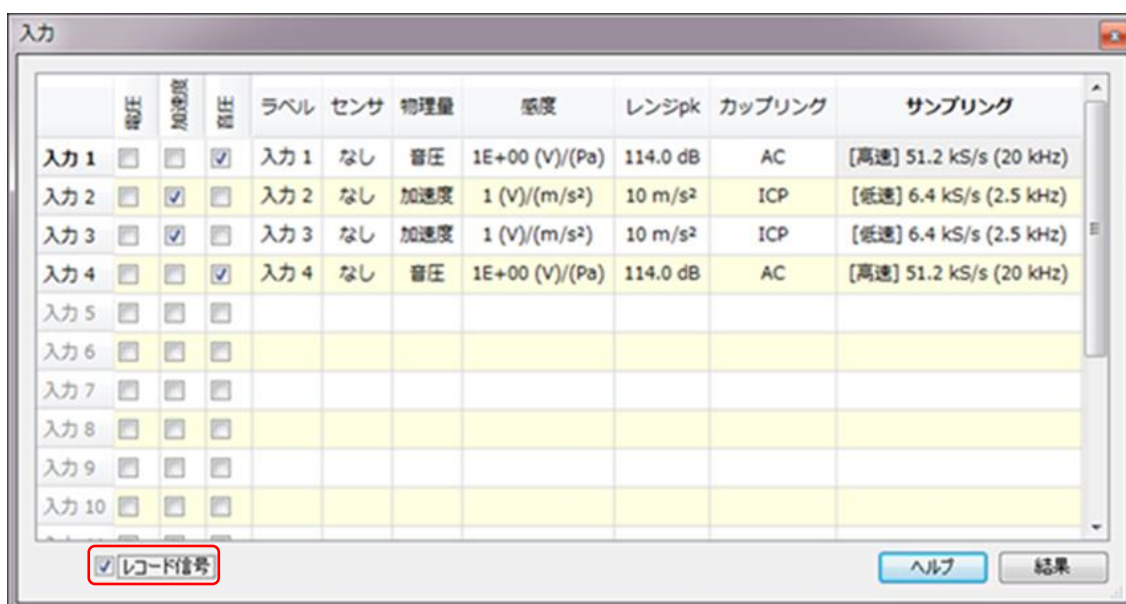 入力
電圧 加速度 音圧 ラベル センサ 物理量 感度 レンジpk カップリング サンプリング
入力 1 入力 1 なし 音圧 1E+00 (V)/(Pa) 114.0 dB AC [高速] 51.2 kS/s (20 kHz)
入力 2 入力 2 なし 加速度 1 (V)/(m/s²) 10 m/s² ICP [低速] 6.4 kS/s (2.5 kHz)
入力 3 入力 3 なし 加速度 1 (V)/(m/s²) 10 m/s² ICP [低速] 6.4 kS/s (2.5 kHz)
入力 4 入力 4 なし 音圧 1E+00 (V)/(Pa) 114.0 dB AC [高速] 51.2 kS/s (20 kHz)
入力 5
入力 6
入力 7
入力 8
入力 9
入力 10
レコード信号 ヘルプ 結果